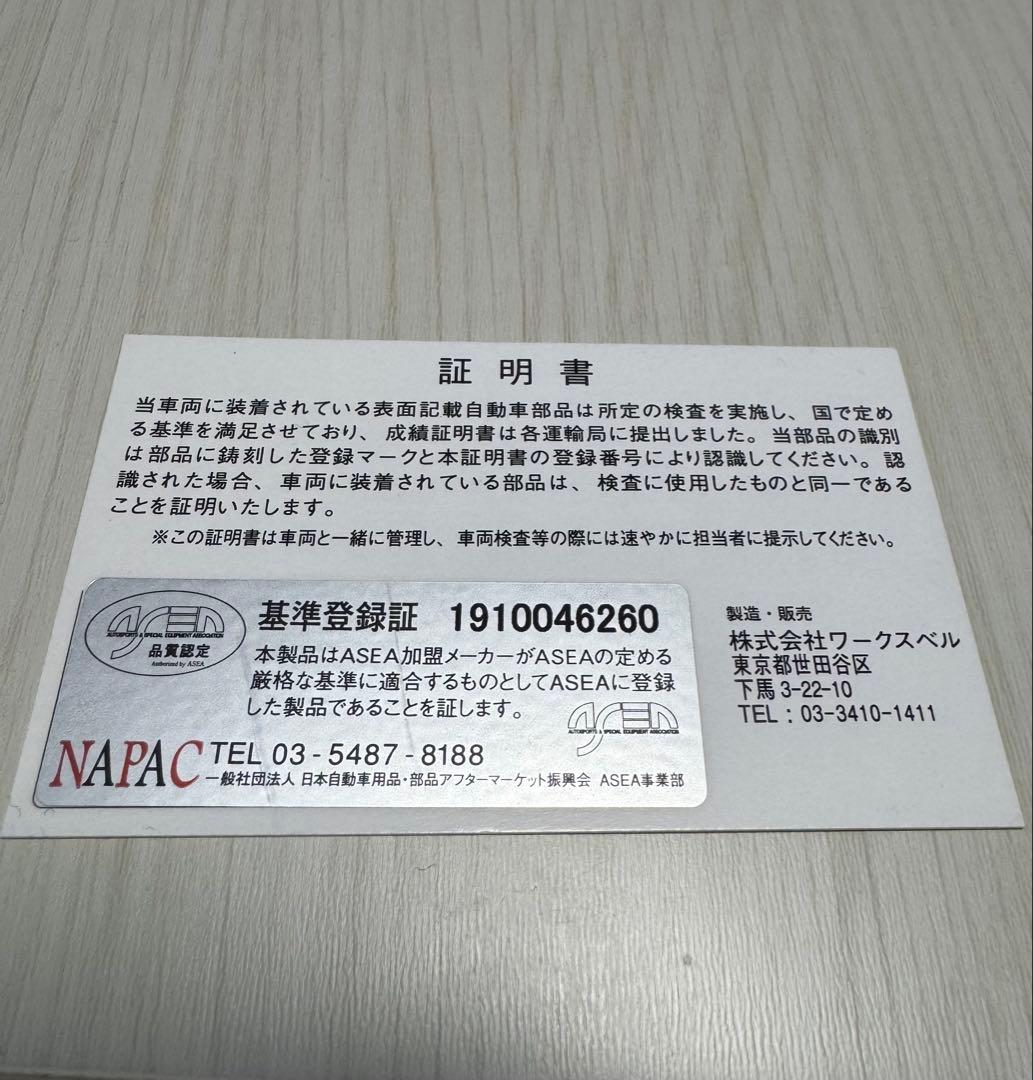 証明書
当車両に装着されている表面記載自動車部品は所定の検査を実施し、国で定め
る基準を満足させており、成績証明書は各運輸局に提出しました。当部品の識別
は部品に鋳刻した登録マークと本証明書の登録番号により認識してください。認
識された場合、車両に装着されている部品は、検査に使用したものと同一である
ことを証明いたします。
※この証明書は車両と一緒に管理し、車両検査等の際には速やかに担当者に提示してください。
ASEA
AUTOSPORTS & SPECIAL EQUIPMENT ASSOCIATION
品質認定
Authorized by ASEA
基準登録証 1910046260
本製品はASEA加盟メーカーがASEAの定める
厳格な基準に適合するものとしてASEAに登録
した製品であることを証します。
ASEA
AUTOSPORTS & SPECIAL EQUIPMENT ASSOCIATION
NAPAC TEL 03-5487-8188
一般社団法人 日本自動車用品・部品アフターマーケット振興会 ASEA事業部
製造・販売
株式会社ワークスベル
東京都世田谷区
下馬3-22-10
TEL：03-3410-1411